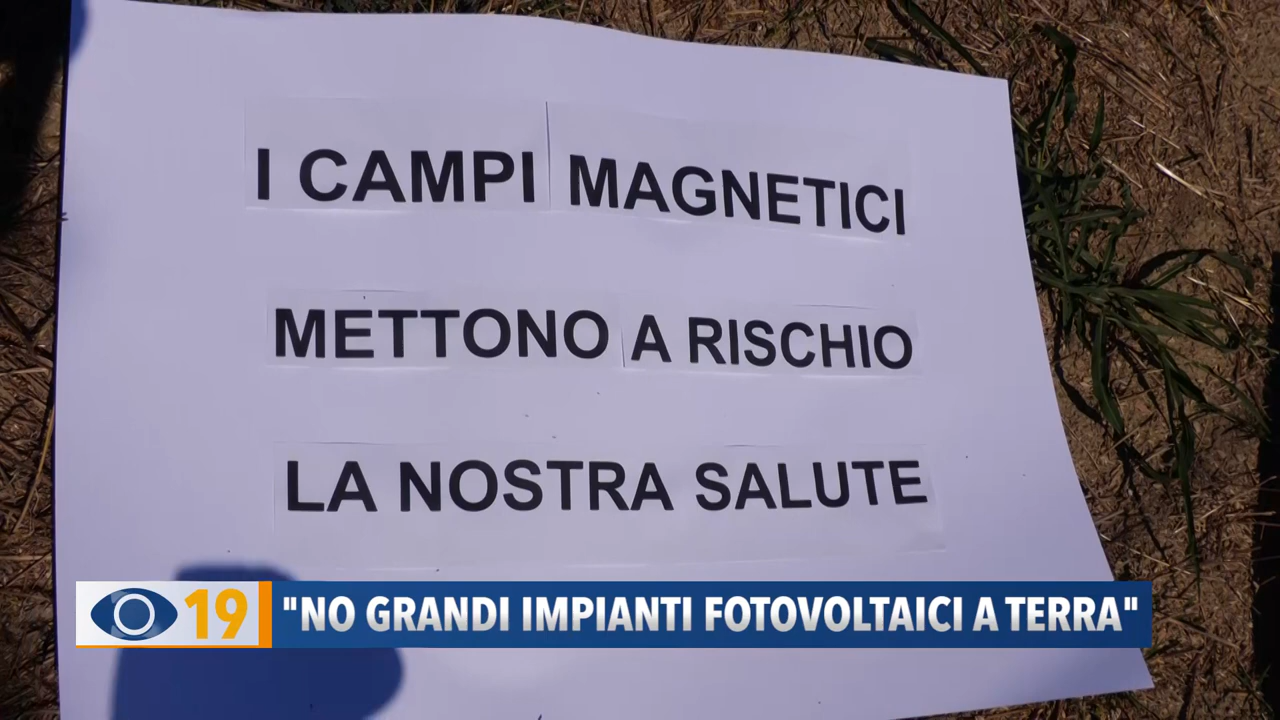 I CAMPI MAGNETICI
METTONO A RISCHIO
LA NOSTRA SALUTE
19 "NO GRANDI IMPIANTI FOTOVOLTAICI A TERRA"